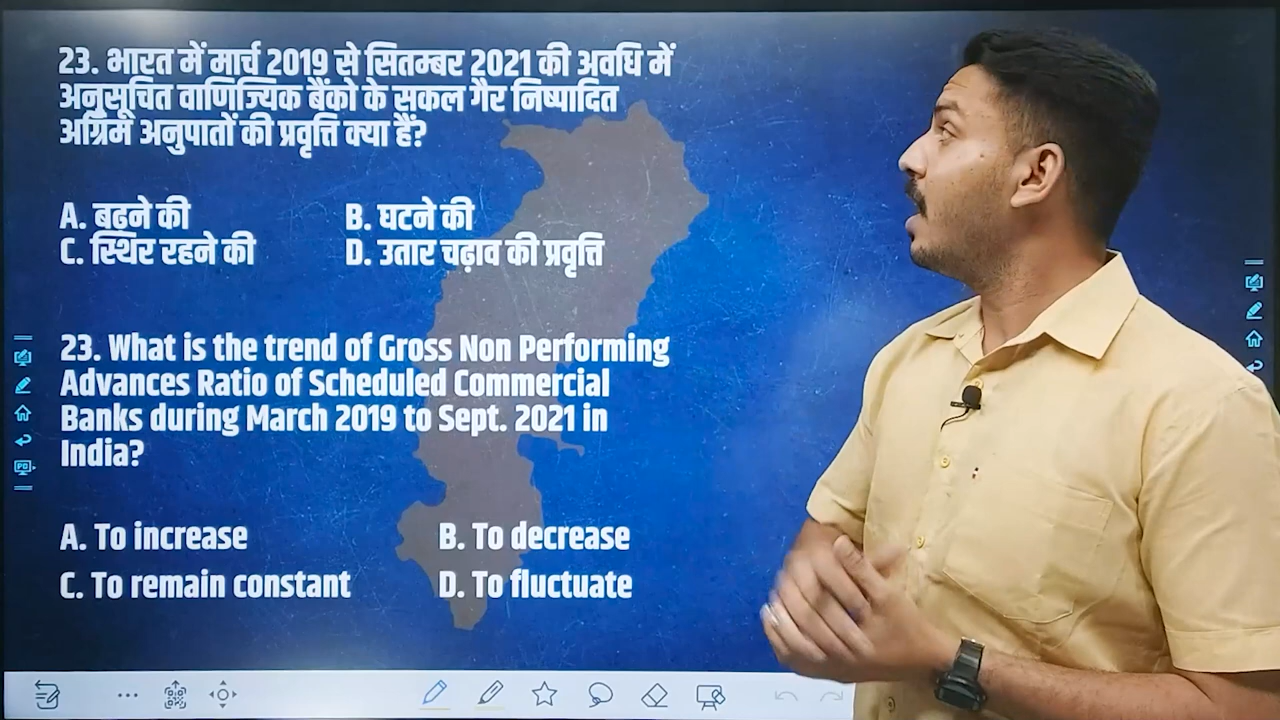 23. भारत में मार्च 2019 से सितम्बर 2021 की अवधि में
अनुसूचित वाणिज्यिक बैंको के सकल गैर निष्पादित
अग्रिम अनुपातों की प्रवृत्ति क्या हैं?
A. बढने की B. घटने की
C. स्थिर रहने की D. उतार चढ़ाव की प्रवृत्ति
23. What is the trend of Gross Non Performing
Advances Ratio of Scheduled Commercial
Banks during March 2019 to Sept. 2021 in
India?
A. To increase B. To decrease
C. To remain constant D. To fluctuate